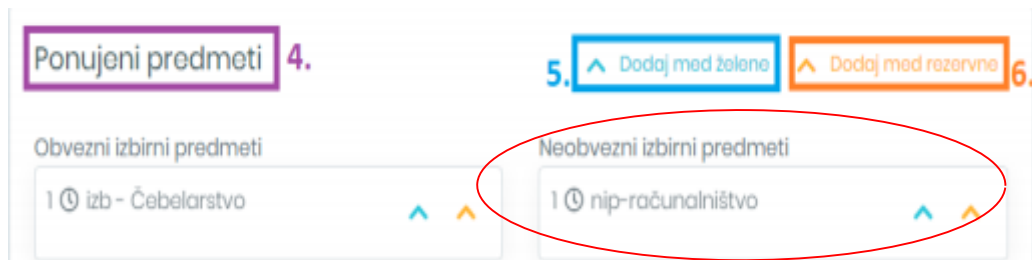 Ponujeni predmeti 4.
5. Dodaj med želene Dodaj med rezervne 6.
Obvezni izbirni predmeti
Neobvezni izbirni predmeti
1 izb - Čebelarstvo
1 nip-računalništvo